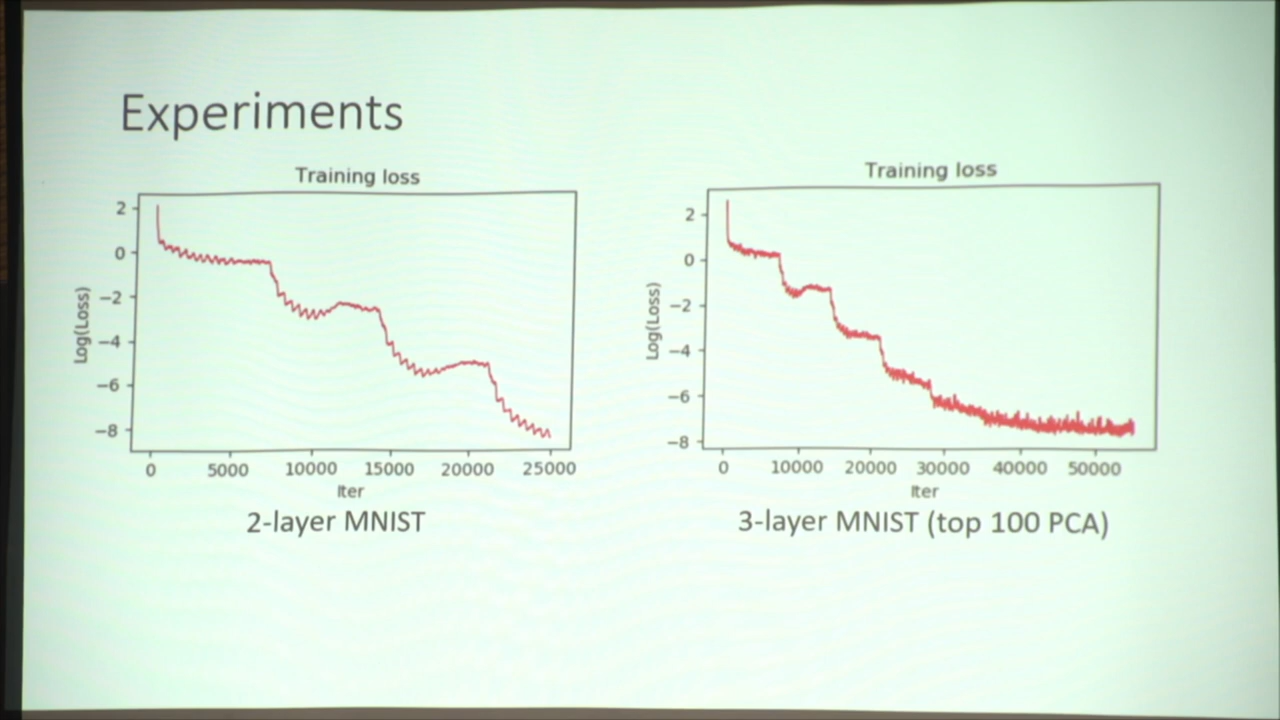 Experiments
Training loss
2
0
−2
−4
−6
−8
Log(Loss)
0 5000 10000 15000 20000 25000
Iter
2-layer MNIST
Training loss
2
0
−2
−4
−6
−8
Log(Loss)
0 10000 20000 30000 40000 50000
Iter
3-layer MNIST (top 100 PCA)